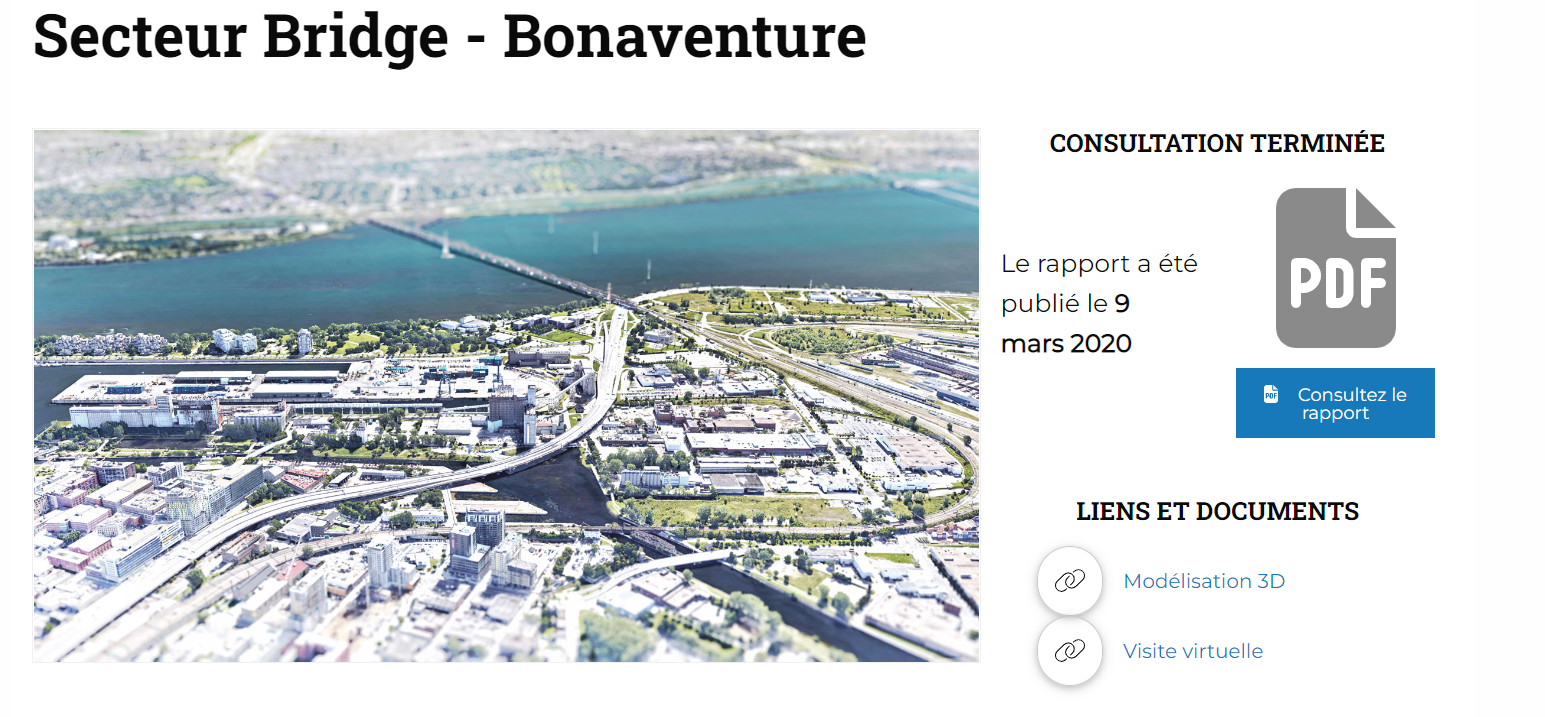 Secteur Bridge - Bonaventure
CONSULTATION TERMINÉE
Le rapport a été
publié le 9
mars 2020
PDF
PDF
Consultez le
rapport
LIENS ET DOCUMENTS
Modélisation 3D
Visite virtuelle